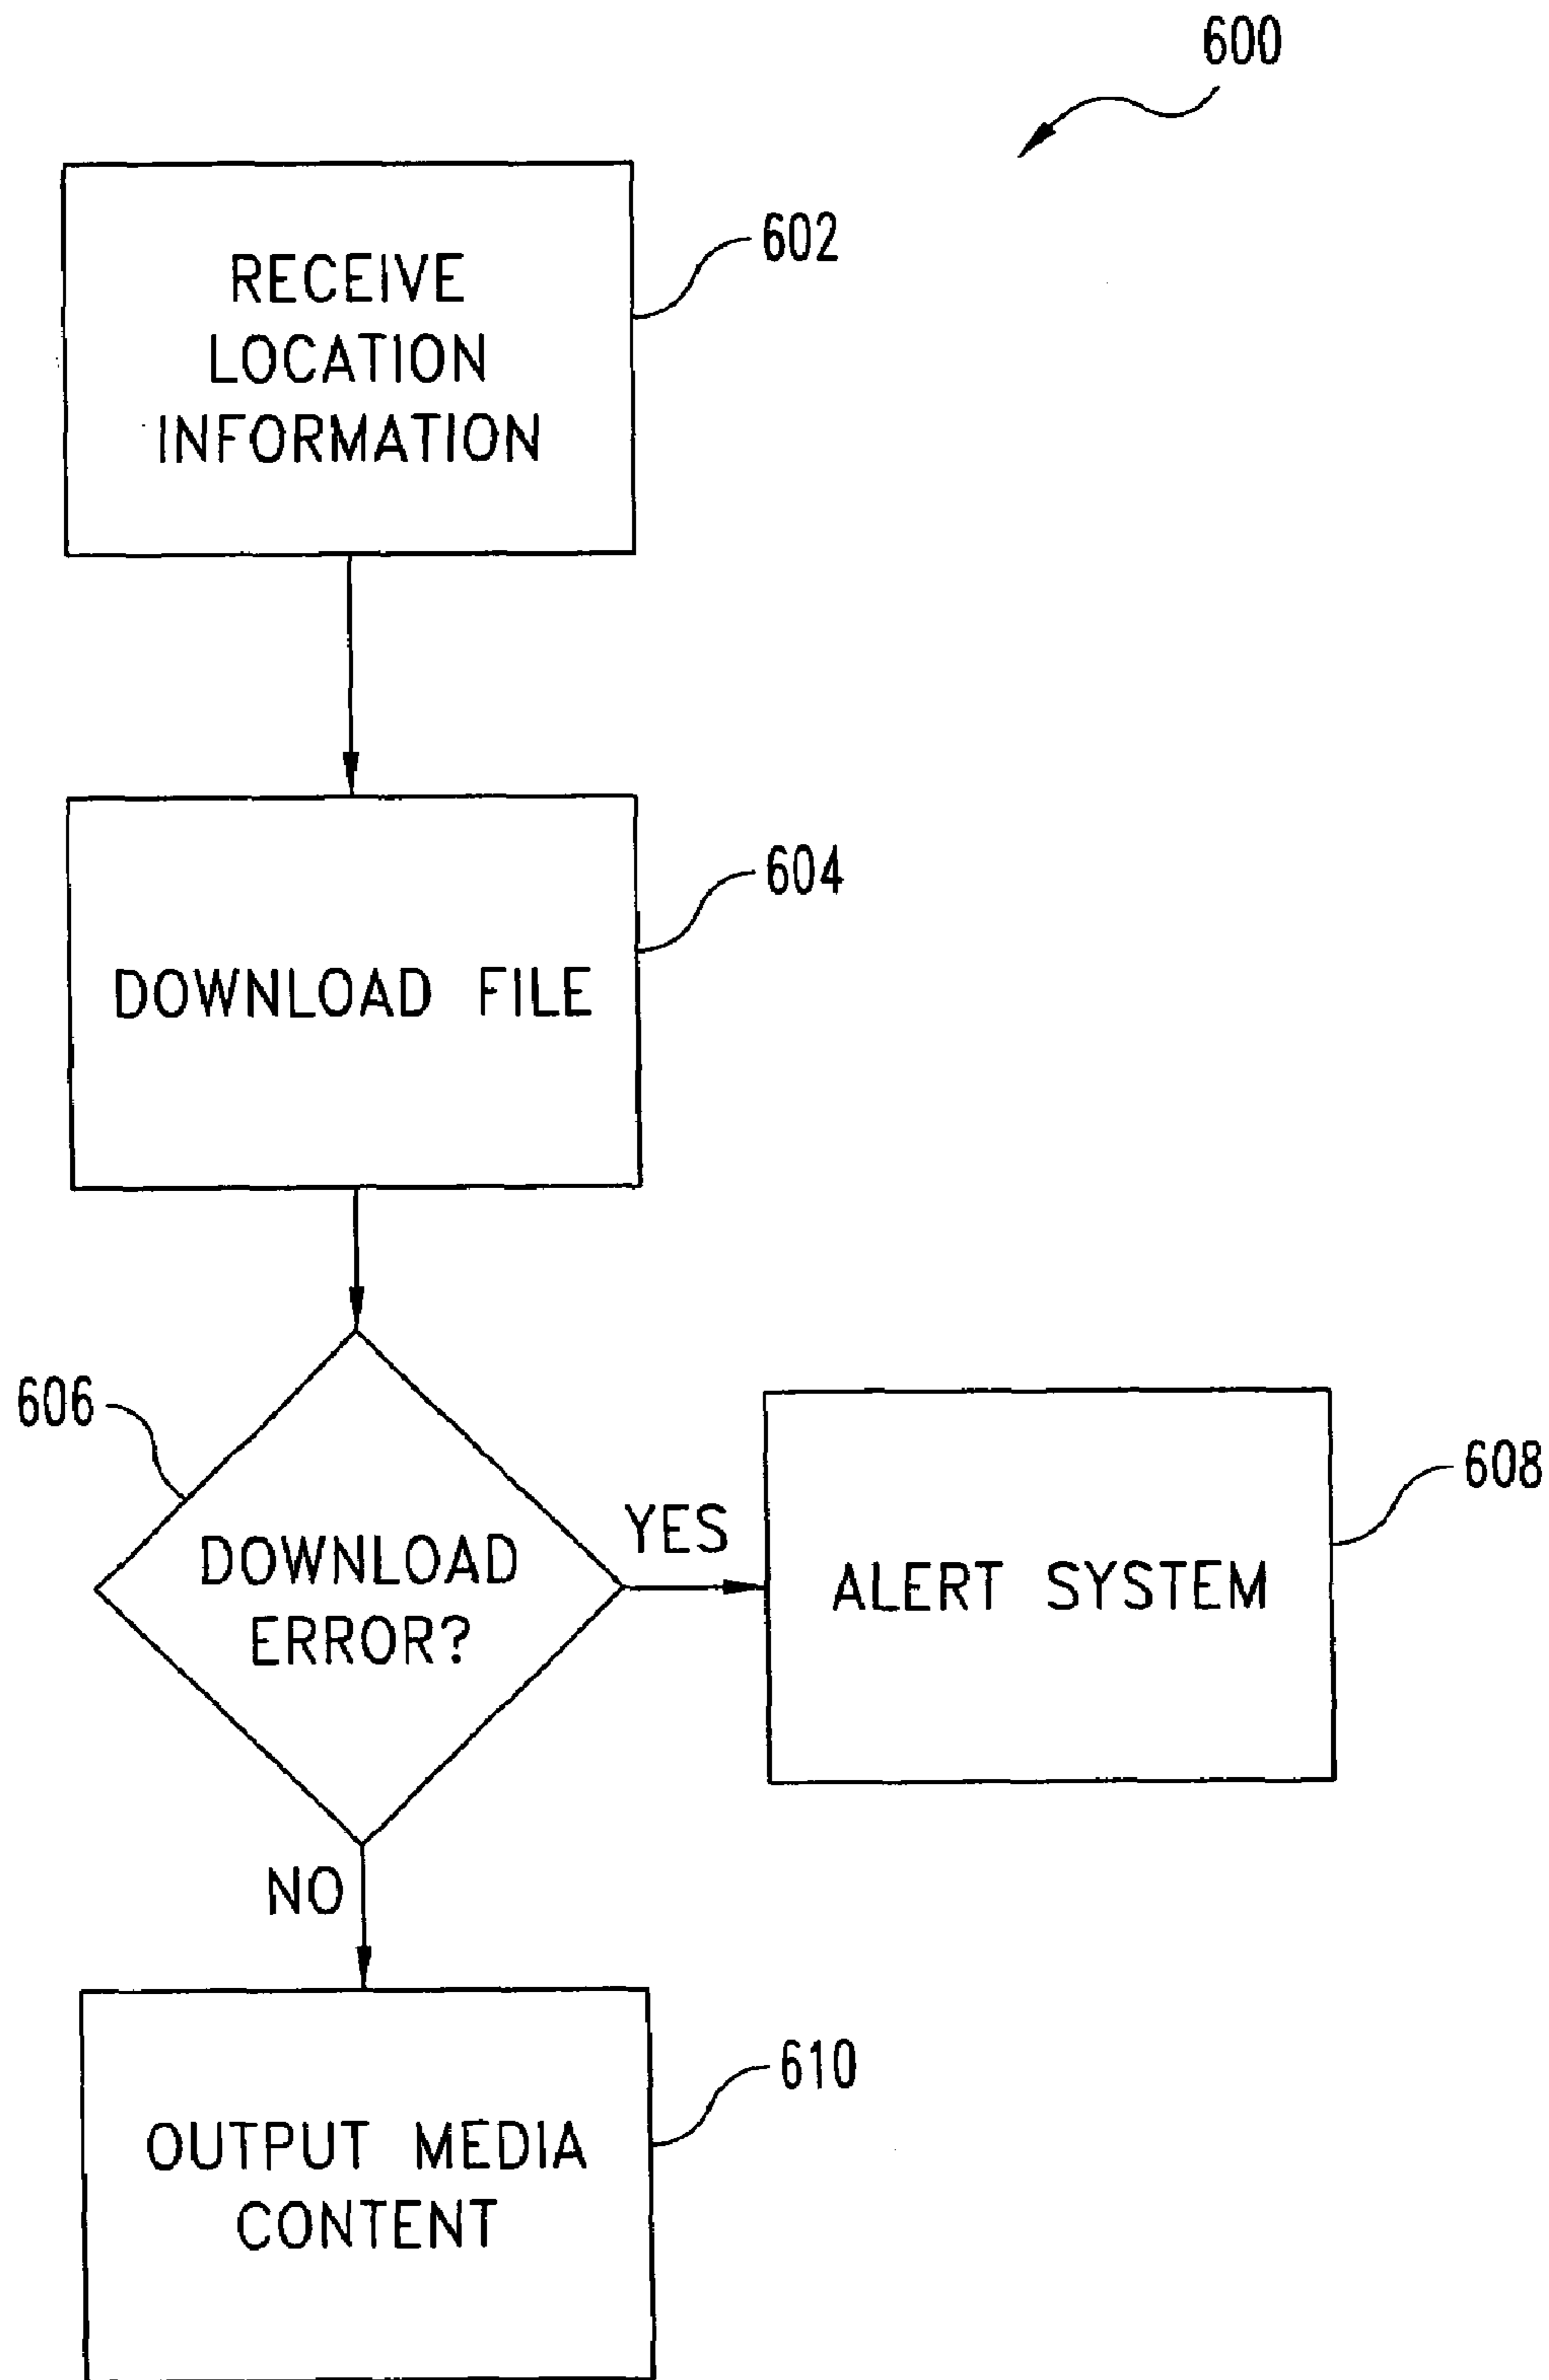 600
602
RECEIVE
LOCATION
INFORMATION
604
DOWNLOAD FILE
606
DOWNLOAD
ERROR?
YES
608
ALERT SYSTEM
NO
610
OUTPUT MEDIA
CONTENT